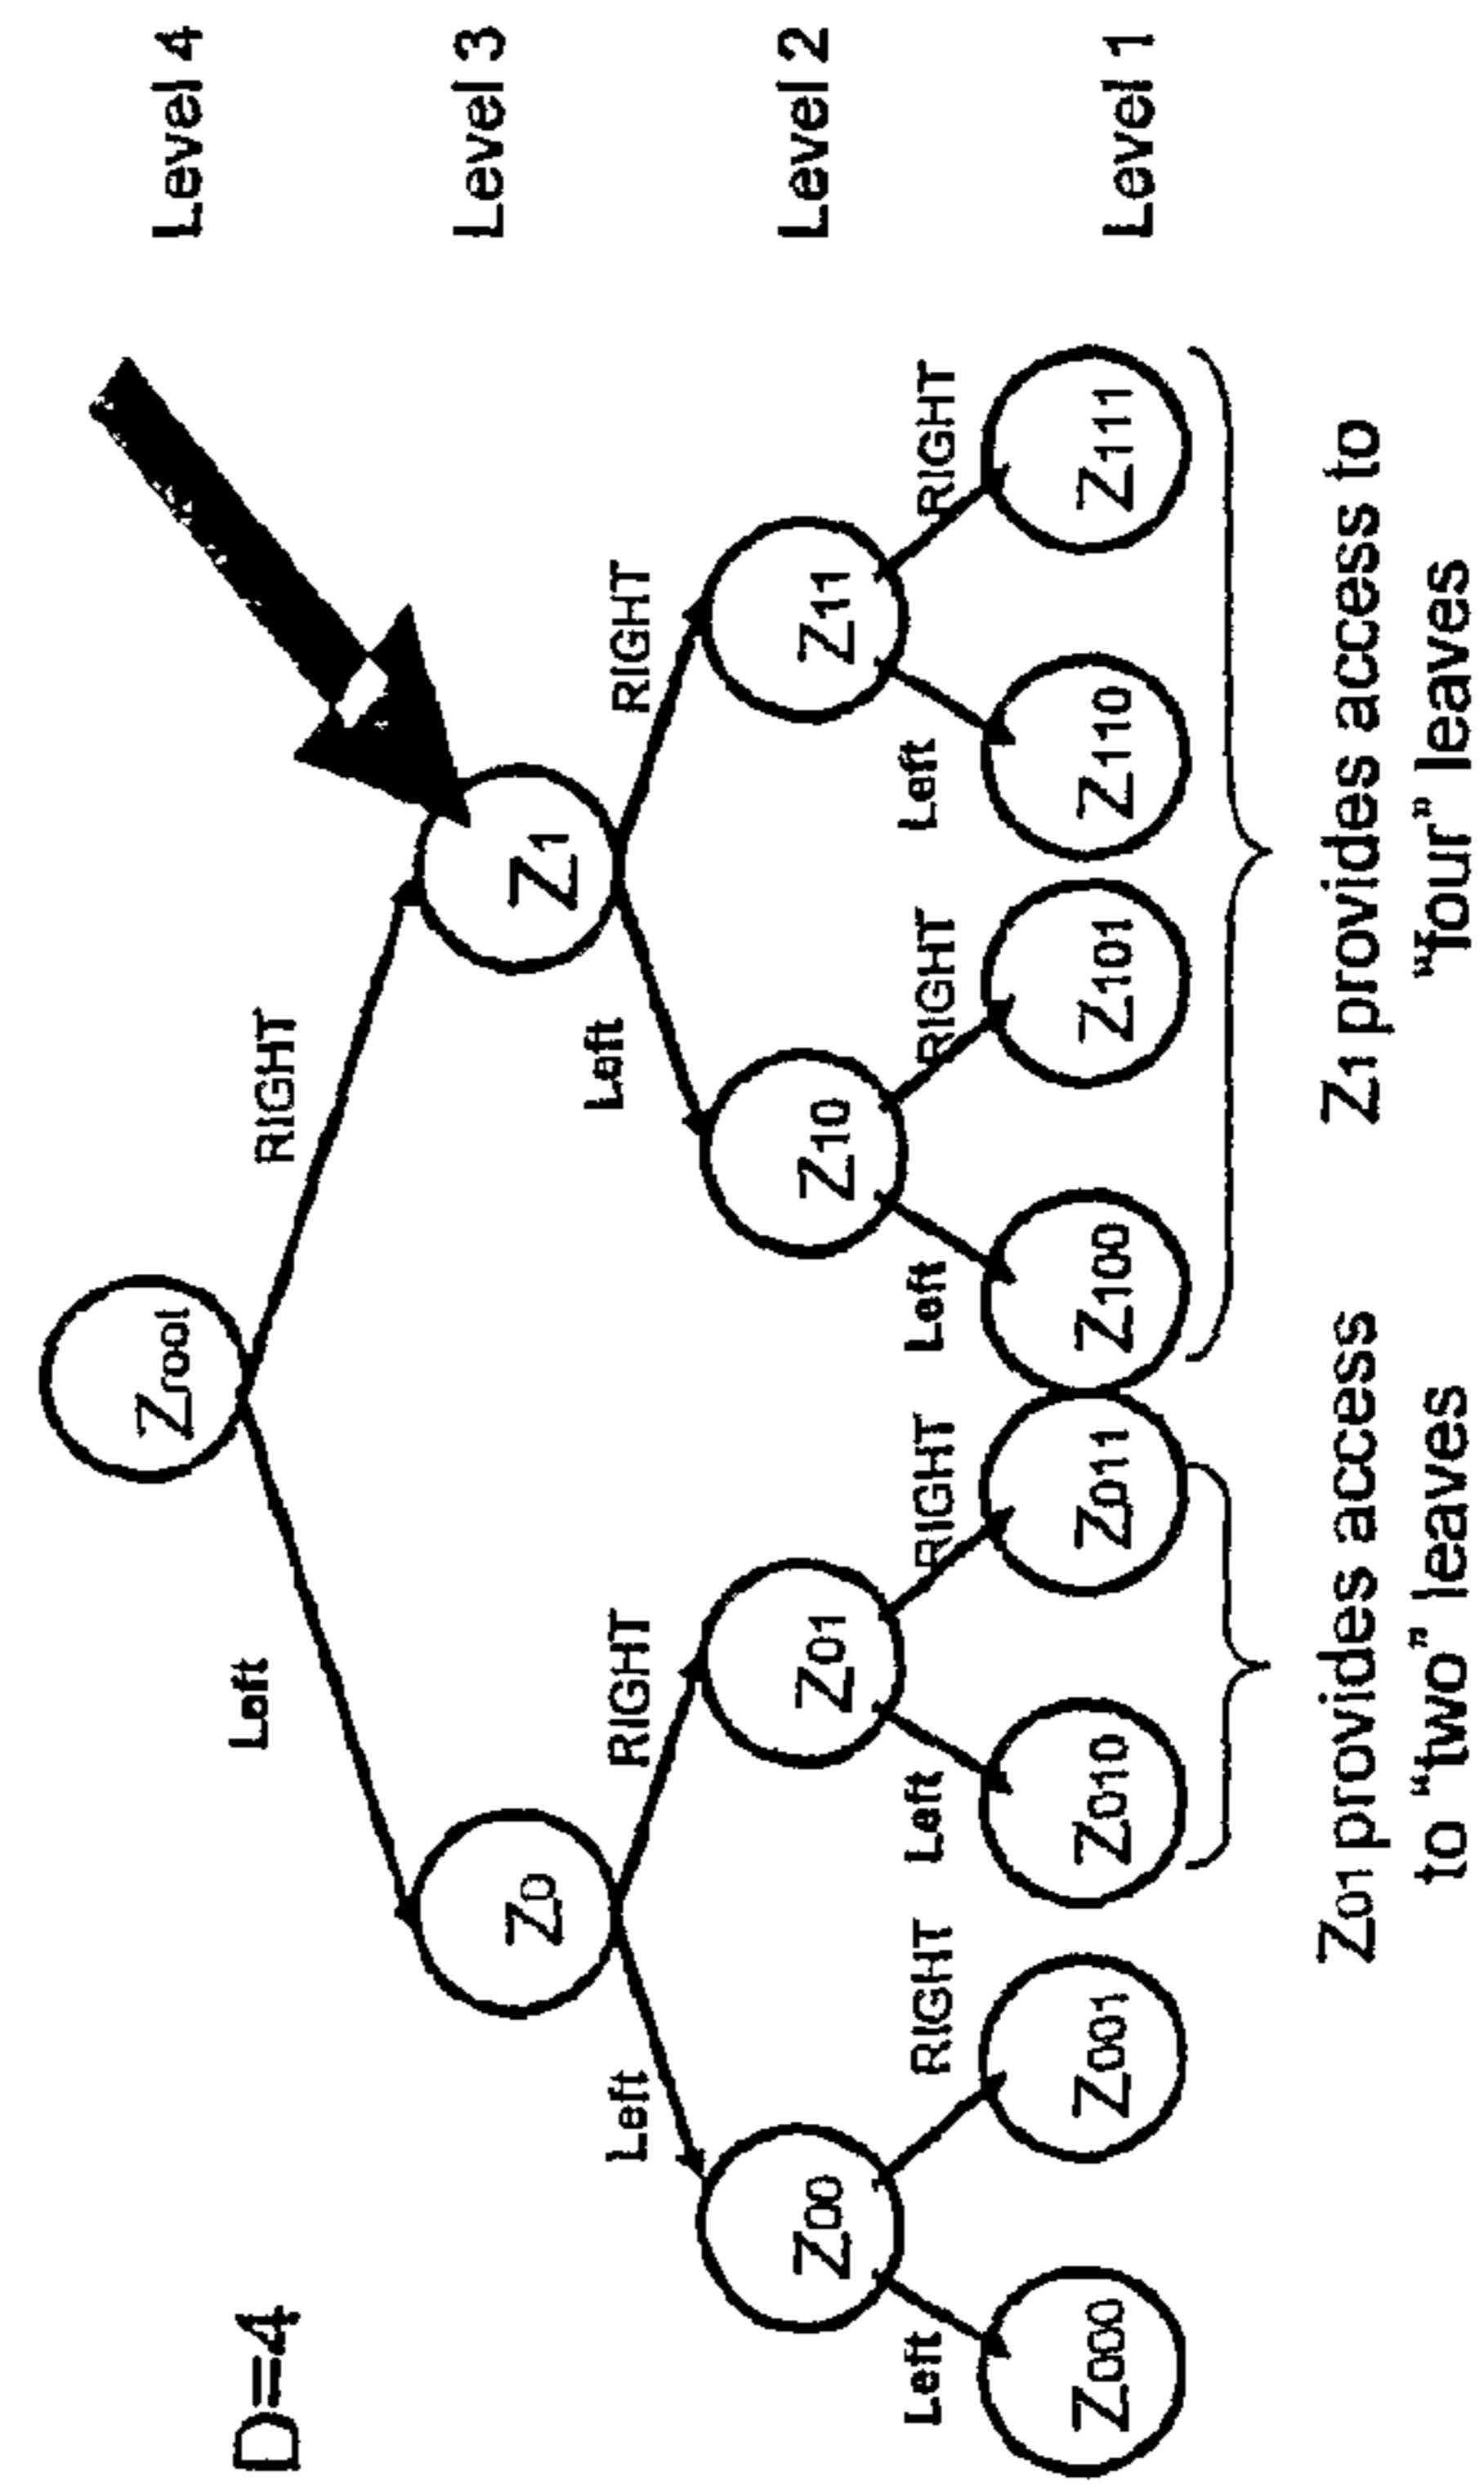 D=4
Zroot
Level 4
Left
RIGHT
Z0
Z1
Level 3
Left
RIGHT
Left
RIGHT
Z00
Z01
Z10
Z11
Level 2
Left
RIGHT
Left
RIGHT
Left
RIGHT
Left
RIGHT
Z000
Z001
Z010
Z011
Z100
Z101
Z110
Z111
Level 1
Z01 provides access
to “two” leaves
Z1 provides access to
“four” leaves